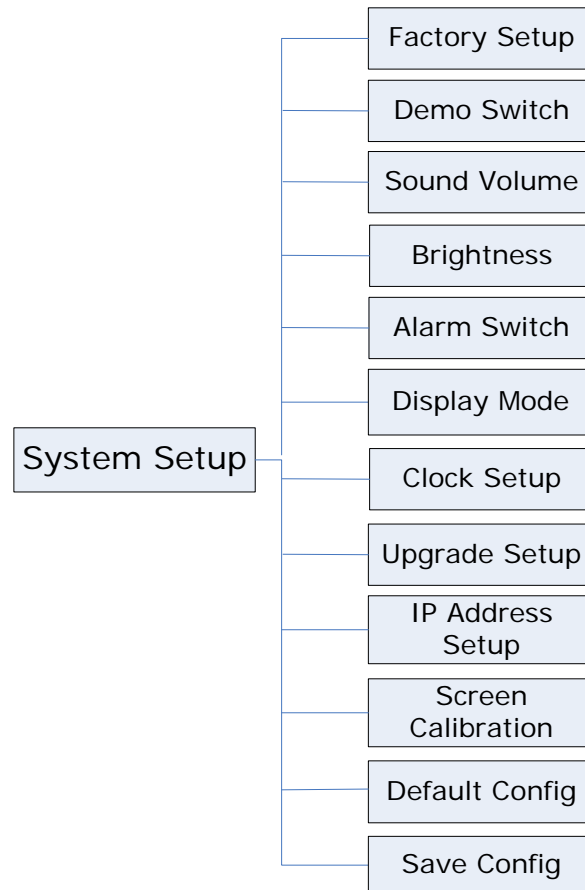 Factory Setup
Demo Switch
Sound Volume
Brightness
Alarm Switch
Display Mode
System Setup
Clock Setup
Upgrade Setup
IP Address
Setup
Screen
Calibration
Default Config
Save Config